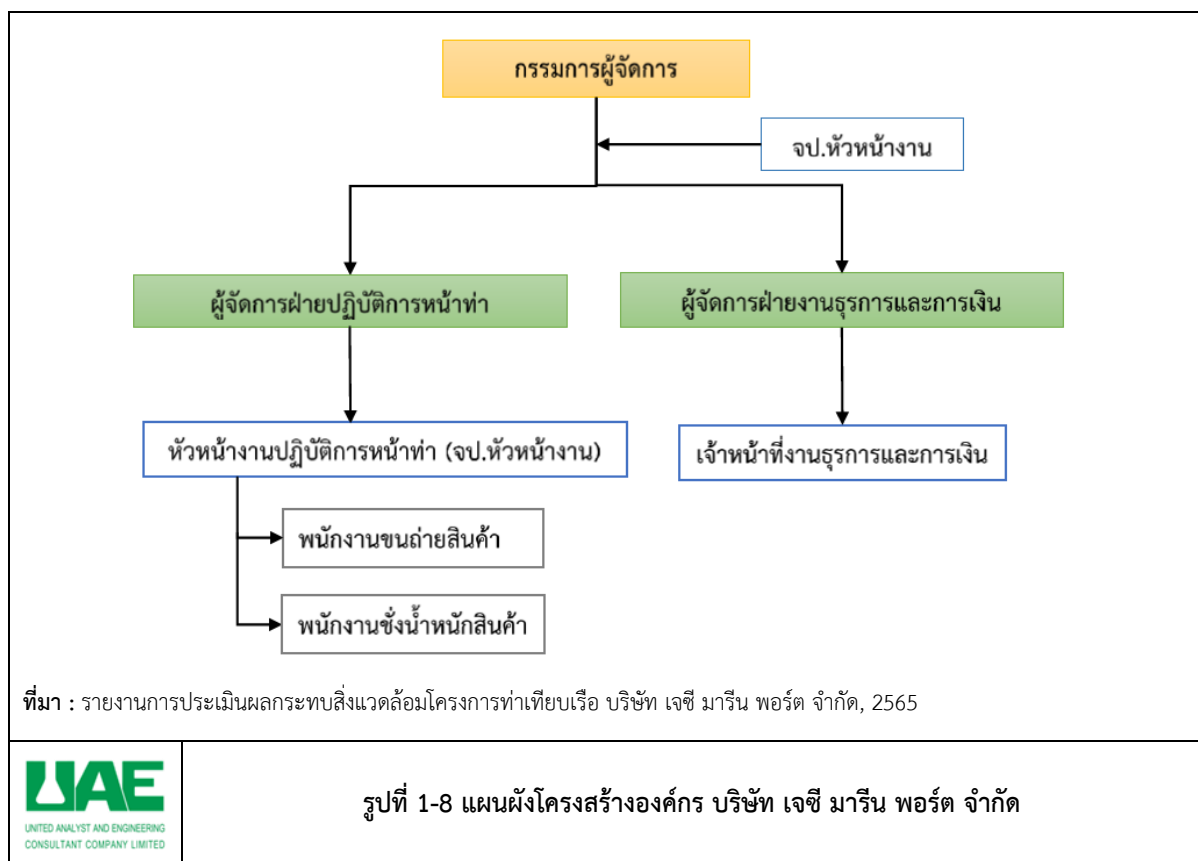 กรรมการผู้จัดการ
จป.หัวหน้างาน
ผู้จัดการฝ่ายปฏิบัติการหน้าท่า
ผู้จัดการฝ่ายงานธุรการและการเงิน
หัวหน้างานปฏิบัติการหน้าท่า (จป.หัวหน้างาน)
เจ้าหน้าที่งานธุรการและการเงิน
พนักงานขนถ่ายสินค้า
พนักงานชั่งน้ำหนักสินค้า
ที่มา : รายงานการประเมินผลกระทบสิ่งแวดล้อมโครงการท่าเทียบเรือ บริษัท เจซี มารีน พอร์ต จำกัด, 2565
UAE
UNITED ANALYST AND ENGINEERING
CONSULTANT COMPANY LIMITED
รูปที่ 1-8 แผนผังโครงสร้างองค์กร บริษัท เจซี มารีน พอร์ต จำกัด